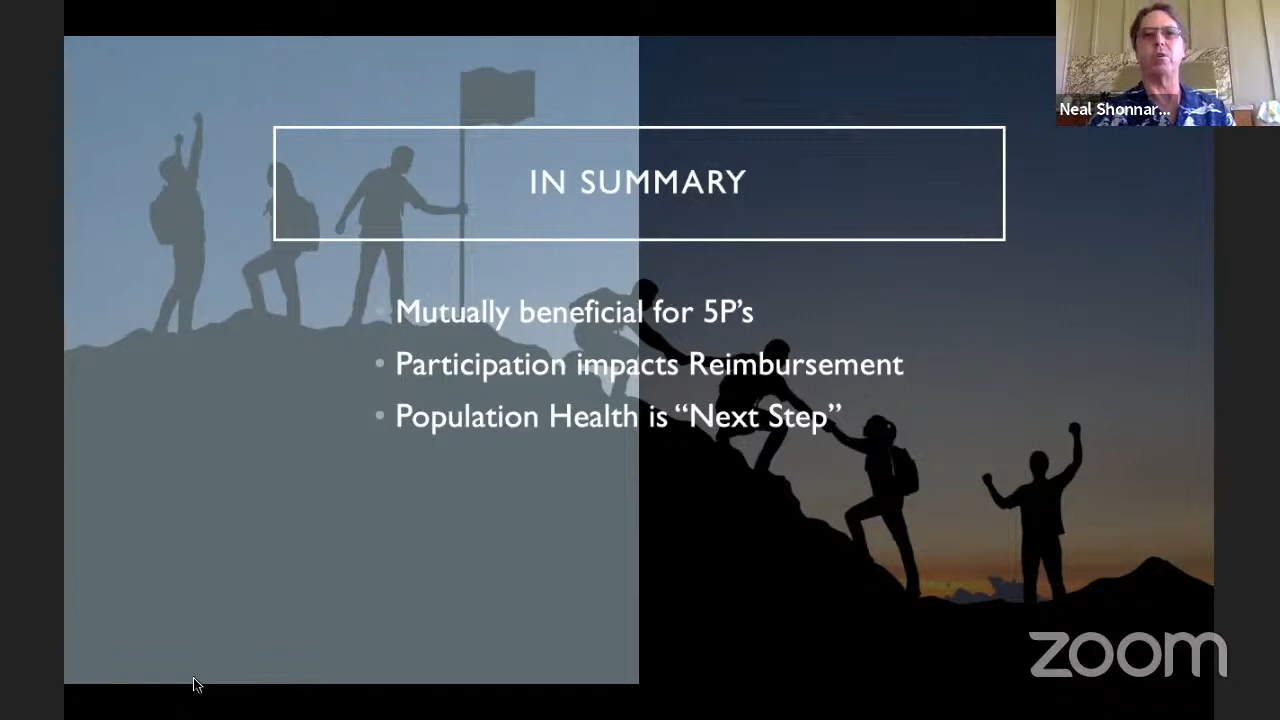 Neal Shonnar...
IN SUMMARY
Mutually beneficial for 5P's
Participation impacts Reimbursement
Population Health is “Next Step”
zoom